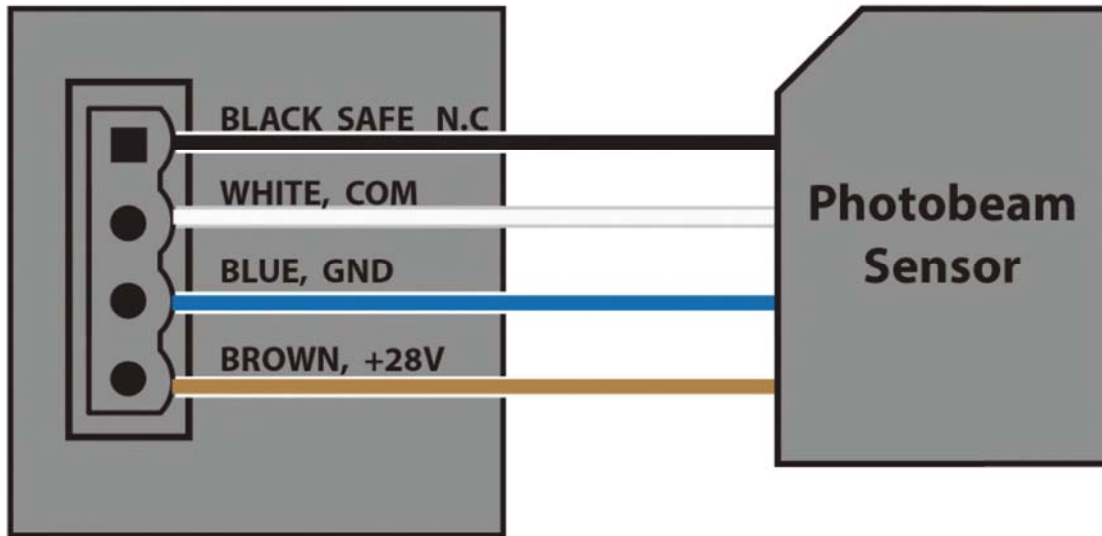 BLACK SAFE N.C
WHITE, COM
BLUE, GND
BROWN, +28V
Photobeam
Sensor